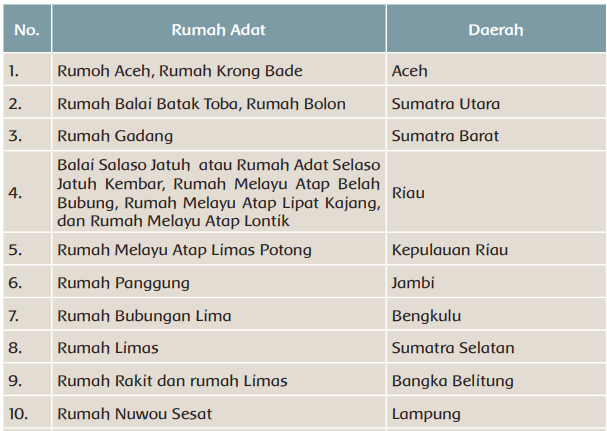 No. Rumah Adat Daerah
1. Rumoh Aceh, Rumah Krong Bade Aceh
2. Rumah Balai Batak Toba, Rumah Bolon Sumatra Utara
3. Rumah Gadang Sumatra Barat
4. Balai Salaso Jatuh atau Rumah Adat Selaso
Jatuh Kembar, Rumah Melayu Atap Belah
Bubung, Rumah Melayu Atap Lipat Kajang,
dan Rumah Melayu Atap Lontik
Riau
5. Rumah Melayu Atap Limas Potong Kepulauan Riau
6. Rumah Panggung Jambi
7. Rumah Bubungan Lima Bengkulu
8. Rumah Limas Sumatra Selatan
9. Rumah Rakit dan rumah Limas Bangka Belitung
10. Rumah Nuwou Sesat Lampung